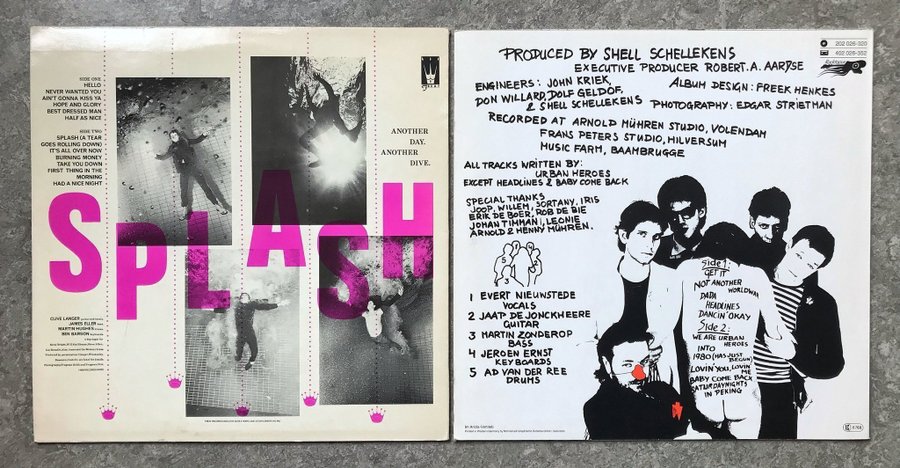 SIDE ONE
HELLO
NEVER WANTED YOU
AIN'T GONNA KISS YA
HOPE AND GLORY
BEST DRESSED MAN
HALF AS NICE
SIDE TWO
SPLASH (A TEAR
GOES ROLLING DOWN)
IT'S ALL OVER NOW
BURNING MONEY
TAKE YOU DOWN
FIRST THING IN THE
MORNING
HAD A NICE NIGHT
ANOTHER
DAY.
ANOTHER
DIVE.
SPLASH
CLIVE LANGER
JAMES ELLER
MARTIN HUGHES
BEN BARSON
PRODUCED BY SHELL SCHELLEKENS
EXECUTIVE PRODUCER ROBERT. A. AARTSE
ENGINEERS: JOHN KRIEK,
DON WILLARD, DOLF GELDOF,
& SHELL SCHELLEKENS
ALBUM DESIGN: FREEK HENKES
PHOTOGRAPHY: EDGAR STRIETMAN
RECORDED AT ARNOLD MÜHREN STUDIO, VOLENDAM
FRANS PETERS STUDIO, HILVERSUM
MUSIC FARM, BAAMBRUGGE
ALL TRACKS WRITTEN BY:
URBAN HEROES
EXCEPT HEADLINES & BABY COME BACK
SPECIAL THANKS
JOOP, WILLEM, SORTANY, IRIS
ERIK DE BOER, ROB DE BIE
JOHAN TIMMAN, LEONIE
ARNOLD & HENNY MÜHREN.
1 EVERT NIEUWSTEDE
VOCALS
2 JAAP DE JONCKHEERE
GUITAR
3 MARTIN ZONDEROP
BASS
4 JEROEN ERNST
KEYBOARDS
5 AD VAN DER REE
DRUMS
202 026-320
402 026-352
Side 1:
GET IT
NOT ANOTHER
WORLDWAR
DADA
HEADLINES
DANCIN' OKAY
Side 2:
WE ARE URBAN
HEROES
INTO
1980 (HAS JUST
BEGUN)
LOVIN' YOU, LOVIN'
ME
BABY COME BACK
SATURDAYNIGHTS
IN PEKING